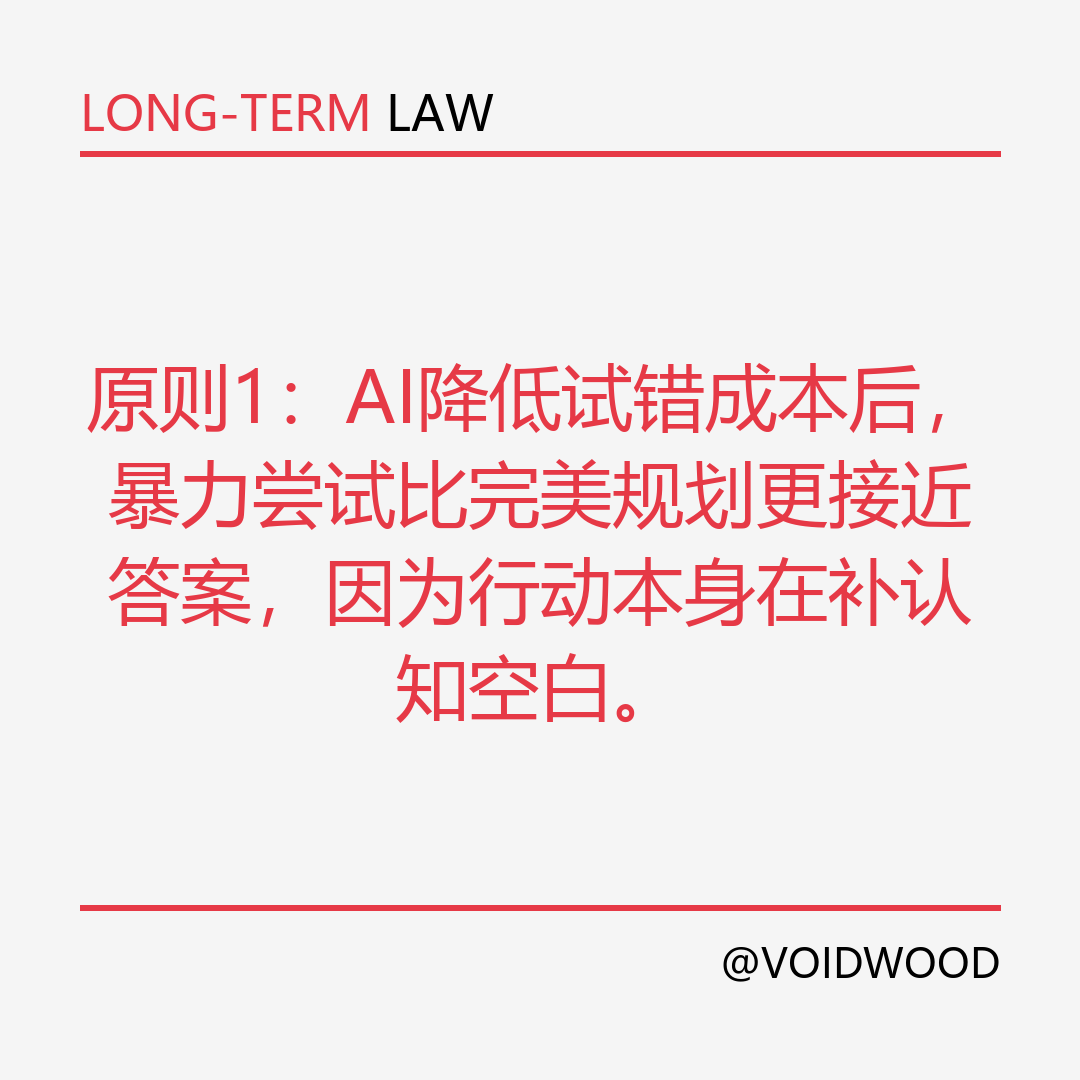 LONG-TERM LAW
原则1：AI降低试错成本后，
暴力尝试比完美规划更接近
答案，因为行动本身在补认
知空白。
@VOIDWOOD